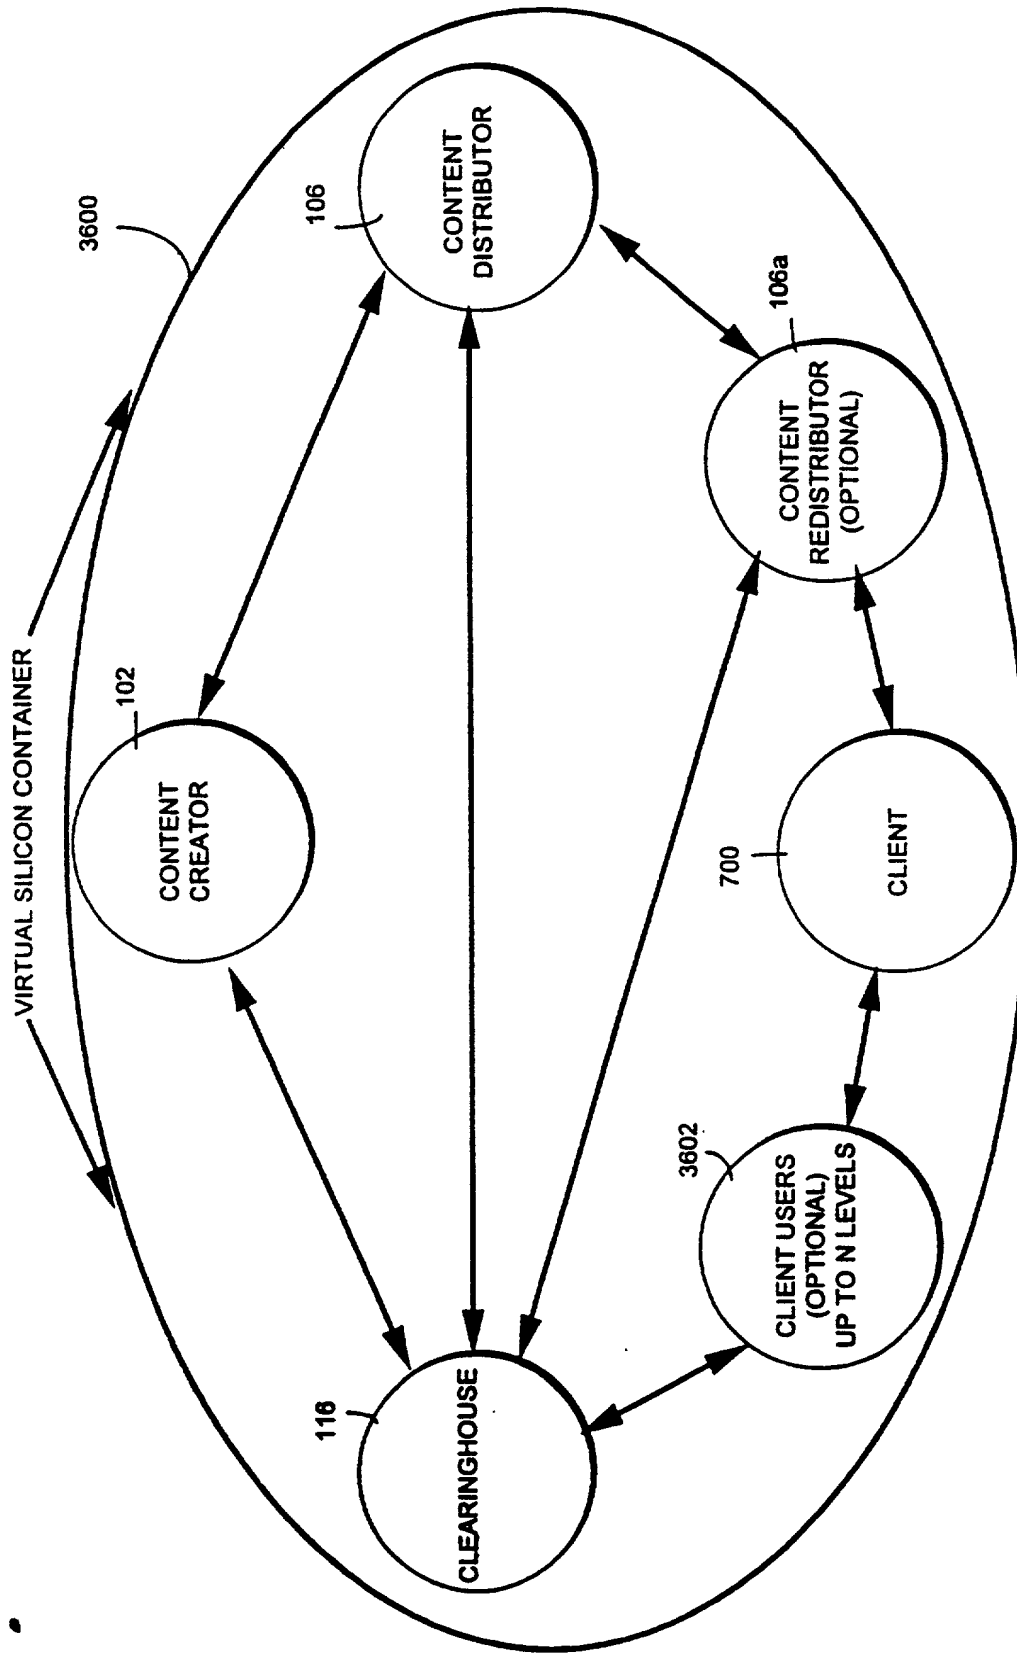 VIRTUAL SILICON CONTAINER
3600
102
CONTENT
CREATOR
106
CONTENT
DISTRIBUTOR
116
CLEARINGHOUSE
106a
CONTENT
REDISTRIBUTOR
(OPTIONAL)
3602
CLIENT USERS
(OPTIONAL)
UP TO N LEVELS
700
CLIENT